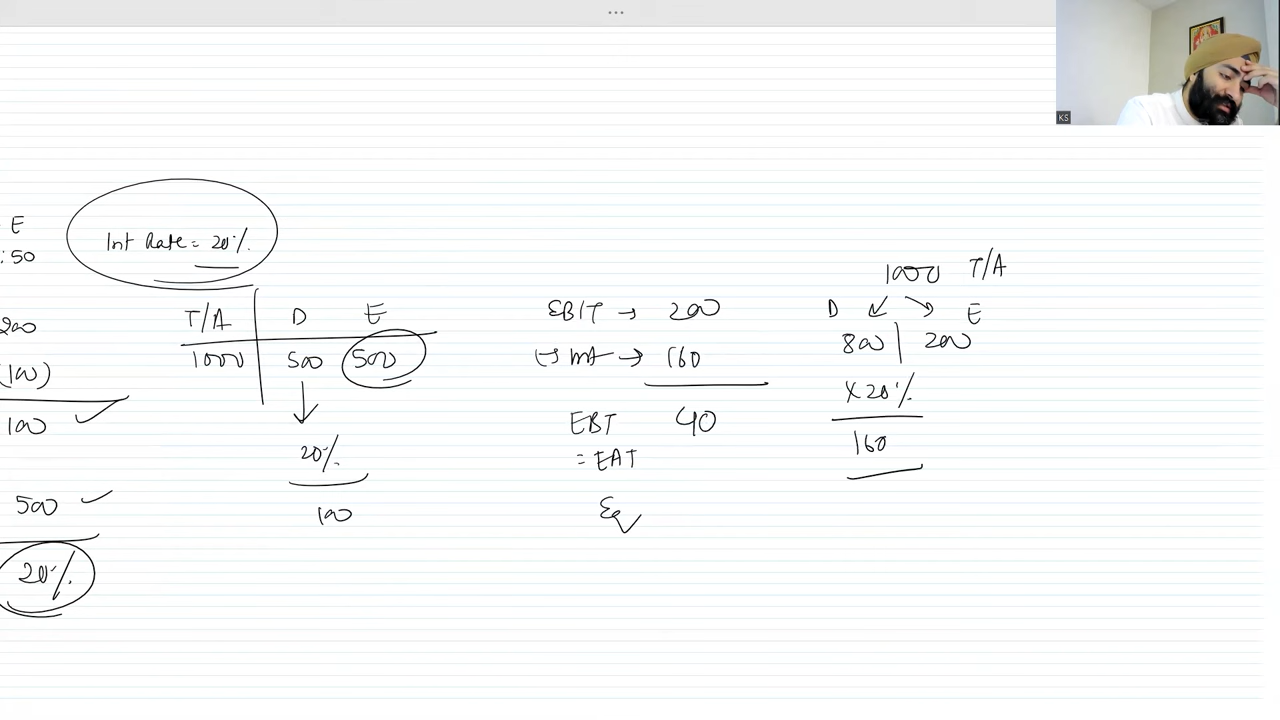 E
: 50
200
(100)
100
500
20%
Int Rate = 20%
T/A D E
1000 500 500
20%
100
EBIT → 200
(-) Int → 160
EBT 40
= EAT
Eq
1000 T/A
D E
800 | 200
X 20%
160
KS